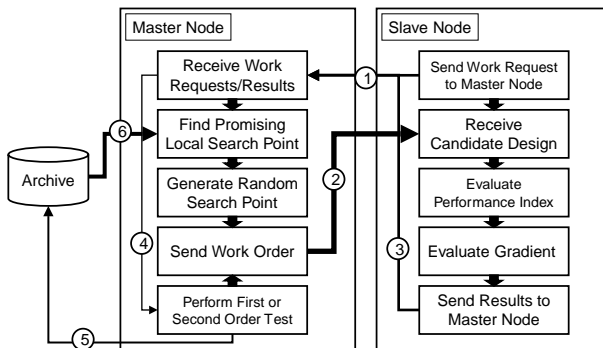 Master Node
Slave Node
Receive Work
Requests/Results
1
Send Work Request
to Master Node
6
Find Promising
Local Search Point
Receive
Candidate Design
Archive
Generate Random
Search Point
2
Evaluate
Performance Index
4
Send Work Order
3
Evaluate Gradient
Perform First or
Second Order Test
Send Results to
Master Node
5